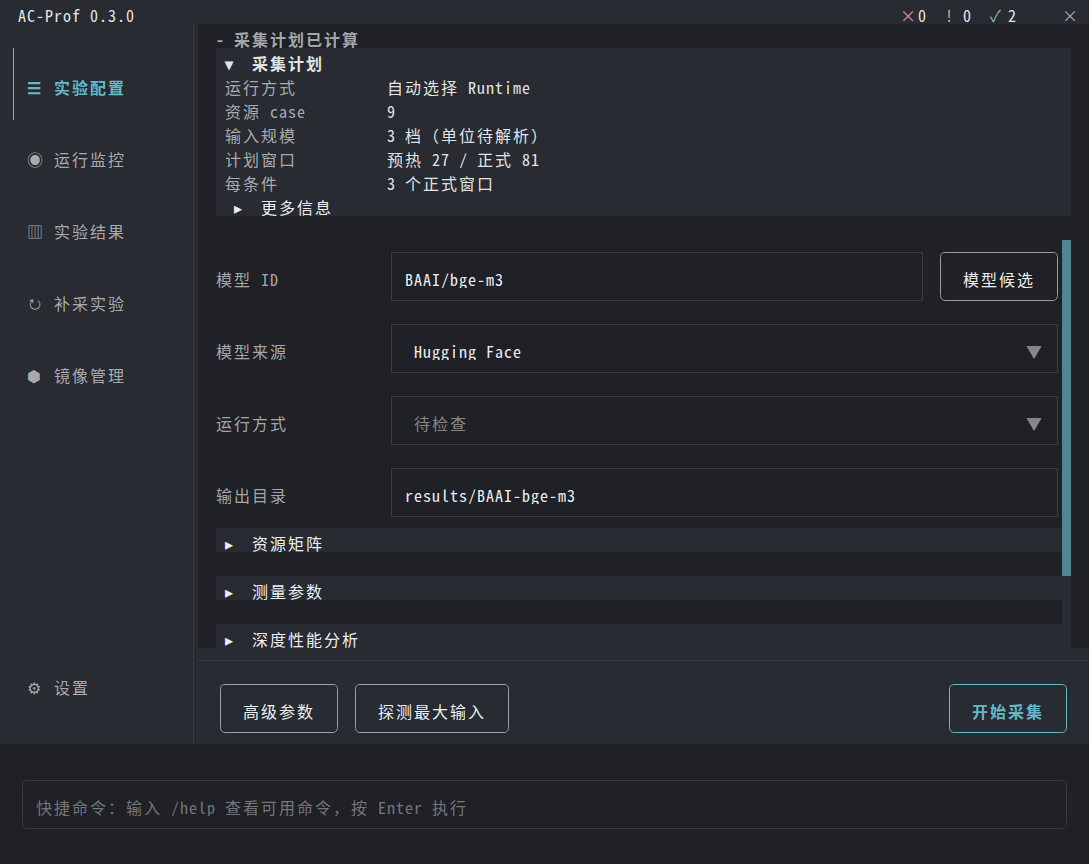 AC-Prof 0.3.0 ✕ 0 ! 0 ✓ 2 ✕
- 采集计划已计算
▼ 采集计划
运行方式 自动选择 Runtime
资源 case 9
输入规模 3 档（单位待解析）
计划窗口 预热 27 / 正式 81
每条件 3 个正式窗口
▶ 更多信息
☰ 实验配置
◉ 运行监控
▥ 实验结果
↻ 补采实验
⬢ 镜像管理
⚙ 设置
模型 ID BAAI/bge-m3 模型候选
模型来源 Hugging Face ▼
运行方式 待检查 ▼
输出目录 results/BAAI-bge-m3
▶ 资源矩阵
▶ 测量参数
▶ 深度性能分析
高级参数 探测最大输入 开始采集
快捷命令：输入 /help 查看可用命令，按 Enter 执行